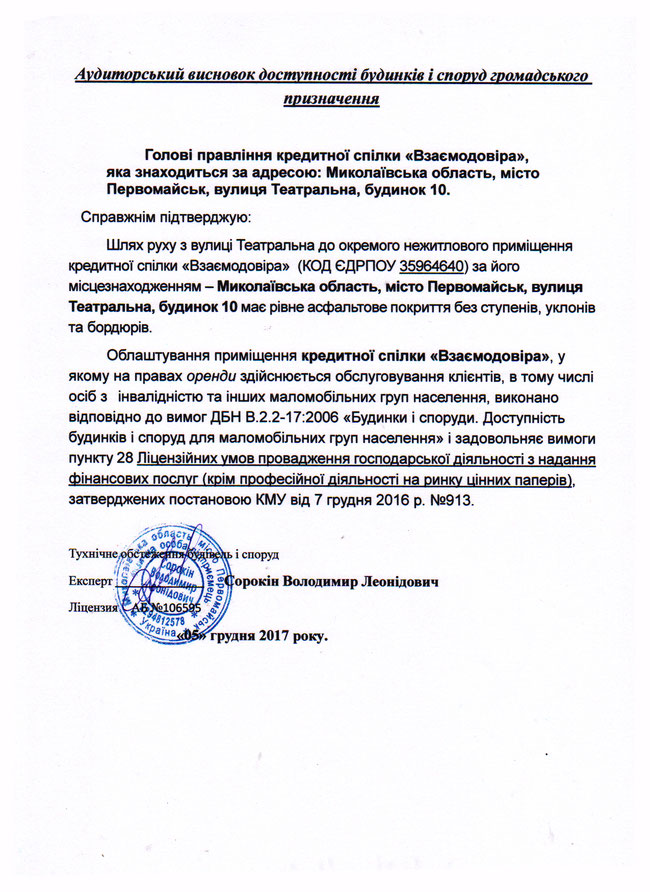 Аудиторський висновок доступності будинків і споруд громадського
призначення
Голові правління кредитної спілки «Взаємодовіра»,
яка знаходиться за адресою: Миколаївська область, місто
Первомайськ, вулиця Театральна, будинок 10.
Справжнім підтверджую:
Шлях руху з вулиці Театральна до окремого нежитлового приміщення
кредитної спілки «Взаємодовіра» (КОД ЄДРПОУ 35964640) за його
місцезнаходженням – Миколаївська область, місто Первомайськ, вулиця
Театральна, будинок 10 має рівне асфальтове покриття без ступенів, уклонів
та бордюрів.
Облаштування приміщення кредитної спілки «Взаємодовіра», у
якому на правах оренди здійснюється обслуговування клієнтів, в тому числі
осіб з інвалідністю та інших маломобільних груп населення, виконано
відповідно до вимог ДБН В.2.2-17:2006 «Будинки і споруди. Доступність
будинків і споруд для маломобільних груп населення» і задовольняє вимоги
пункту 28 Ліцензійних умов провадження господарської діяльності з надання
фінансових послуг (крім професійної діяльності на ринку цінних паперів),
затверджених постановою КМУ від 7 грудня 2016 р. №913.
Тухнічне обстеження будівель і споруд
Експерт Сорокін Володимир Леонідович
Ліцензия АБ №106595
«05» грудня 2017 року.
Миколаївська область місто Первомайськ
Фізична особа-підприємець
Сорокін
Володимир
Леонідович
Україна